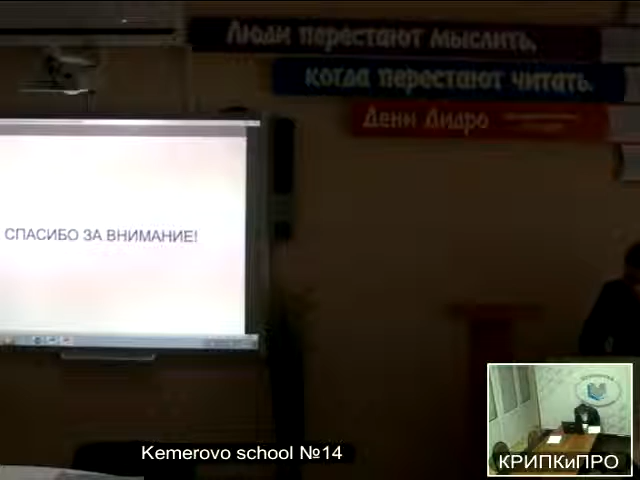 Люди перестают мыслить,
когда перестают читать.
Дени Дидро
СПАСИБО ЗА ВНИМАНИЕ!
Kemerovo school №14
КРИПКиПРО